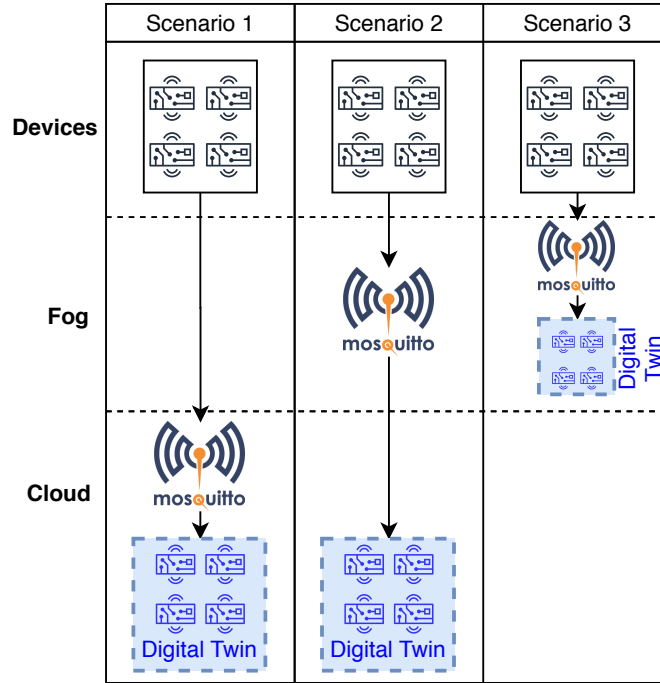 Scenario 1
Scenario 2
Scenario 3
Devices
Fog
mosquitto
mosquitto
Digital Twin
Cloud
mosquitto
Digital Twin
Digital Twin